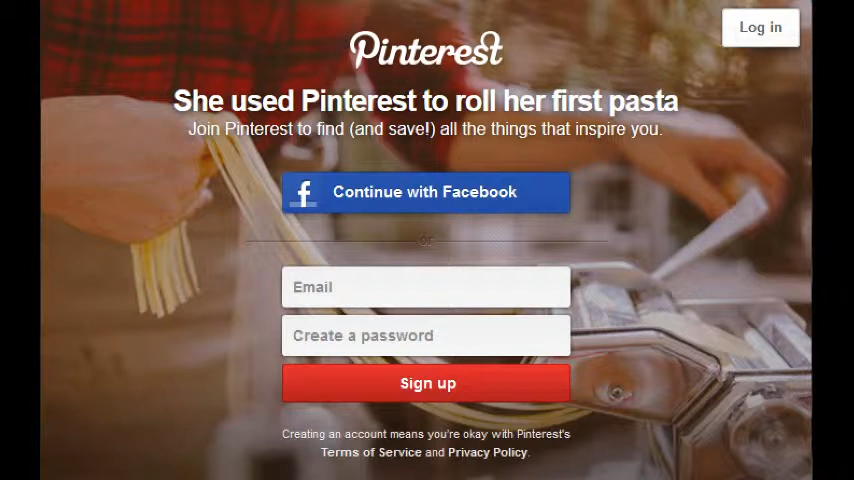 Log in
Pinterest
She used Pinterest to roll her first pasta
Join Pinterest to find (and save!) all the things that inspire you.
f Continue with Facebook
or
Email
Create a password
Sign up
Creating an account means you're okay with Pinterest's
Terms of Service and Privacy Policy.